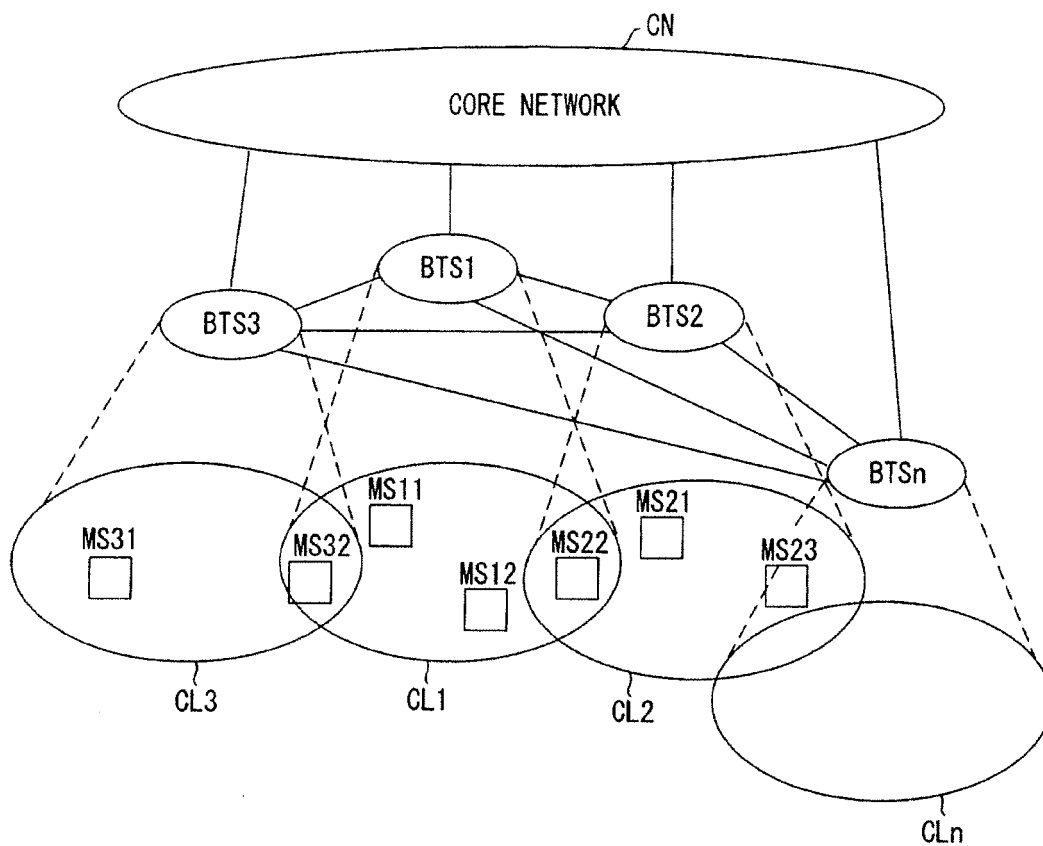 CN
CORE NETWORK
BTS1
BTS3
BTS2
BTSn
MS11
MS21
MS31
MS32
MS22
MS23
MS12
CL3
CL1
CL2
CLn